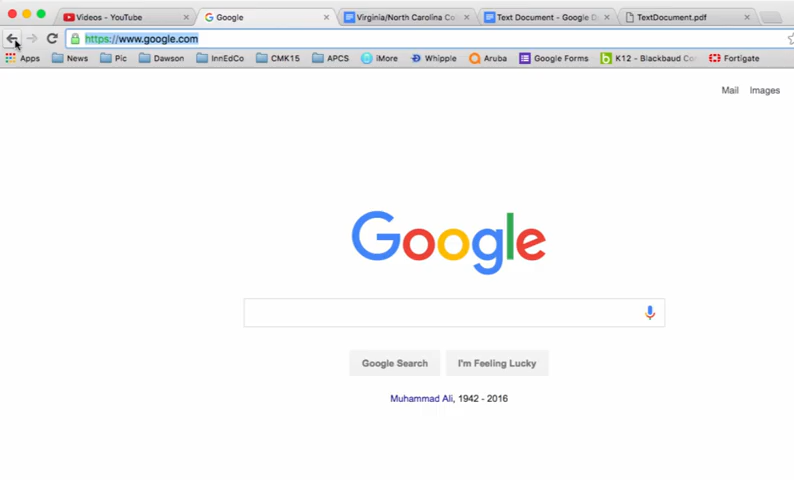 Videos - YouTube
Google
Virginia/North Carolina Co
Text Document - Google D
TextDocument.pdf
https://www.google.com
Apps
News
Pic
Dawson
InnEdCo
CMK15
APCS
iMore
Whipple
Aruba
Google Forms
K12 - Blackbaud Co
Fortigate
Mail
Images
Google
Google Search
I'm Feeling Lucky
Muhammad Ali, 1942 - 2016